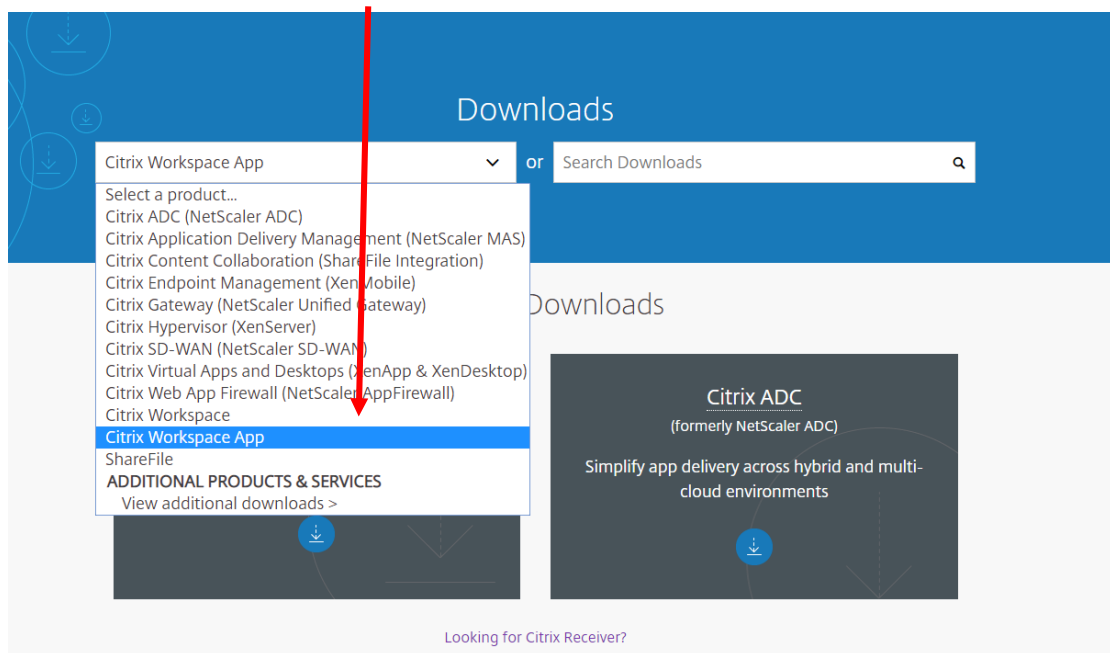 Downloads
Citrix Workspace App
or
Search Downloads
Select a product...
Citrix ADC (NetScaler ADC)
Citrix Application Delivery Management (NetScaler MAS)
Citrix Content Collaboration (ShareFile Integration)
Citrix Endpoint Management (XenMobile)
Citrix Gateway (NetScaler Unified Gateway)
Citrix Hypervisor (XenServer)
Citrix SD-WAN (NetScaler SD-WAN)
Citrix Virtual Apps and Desktops (XenApp & XenDesktop)
Citrix Web App Firewall (NetScaler AppFirewall)
Citrix Workspace
Citrix Workspace App
ShareFile
ADDITIONAL PRODUCTS & SERVICES
View additional downloads >
Downloads
Citrix ADC
(formerly NetScaler ADC)
Simplify app delivery across hybrid and multi-
cloud environments
Looking for Citrix Receiver?